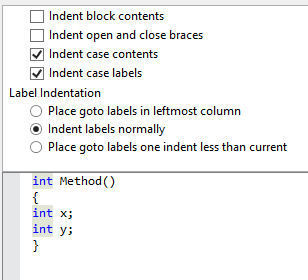 Indent block contents
Indent open and close braces
Indent case contents
Indent case labels
Label Indentation
Place goto labels in leftmost column
Indent labels normally
Place goto labels one indent less than current
int Method()
{
int x;
int y;
}